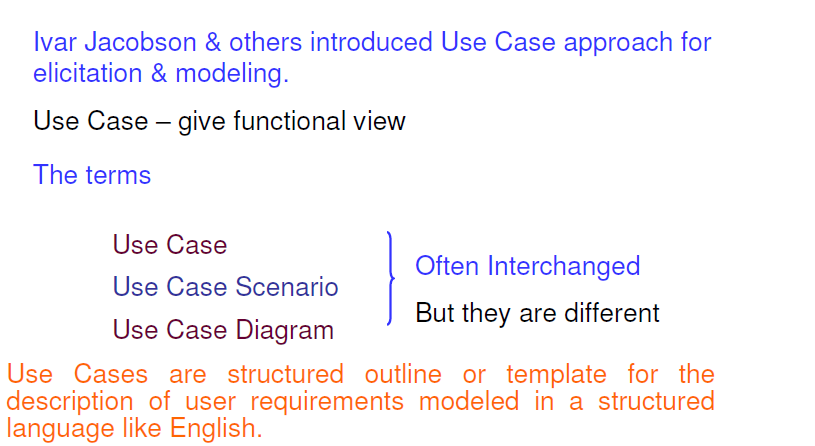 Ivar Jacobson & others introduced Use Case approach for
elicitation & modeling.
Use Case – give functional view
The terms
Use Case
Use Case Scenario
Use Case Diagram
Often Interchanged
But they are different
Use Cases are structured outline or template for the
description of user requirements modeled in a structured
language like English.